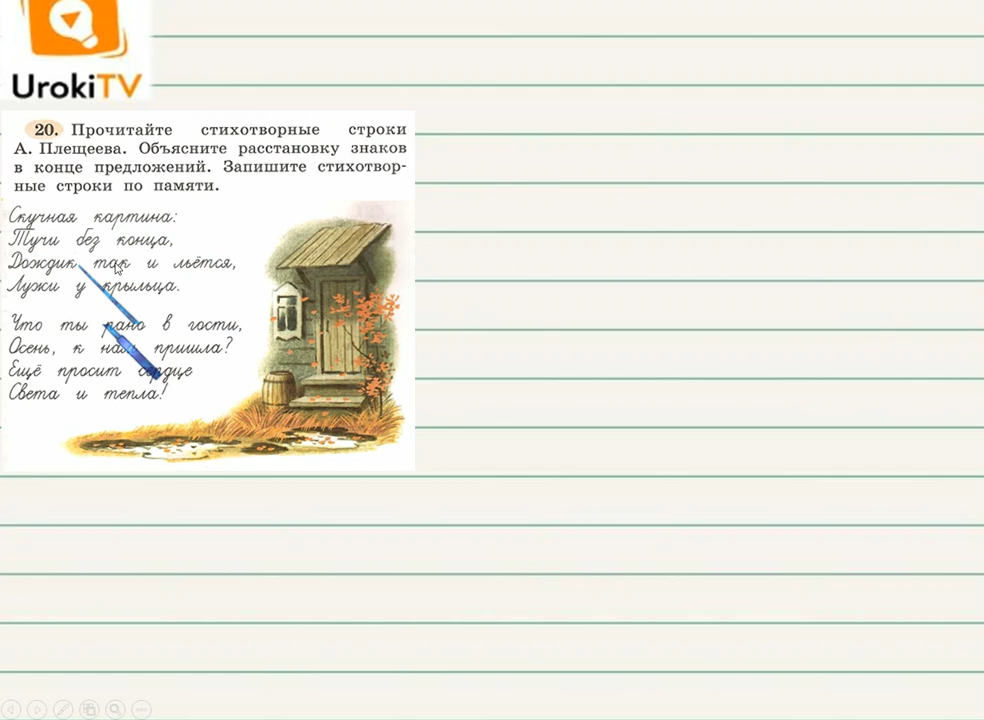 UrokiTV
20. Прочитайте стихотворные строки
А. Плещеева. Объясните расстановку знаков
в конце предложений. Запишите стихотвор-
ные строки по памяти.
Скучная картина:
Тучи без конца,
Дождик так и льётся,
Лужи у крыльца.
Что ты рано в гости,
Осень, к нам пришла?
Ещё просит сердце
Света и тепла!